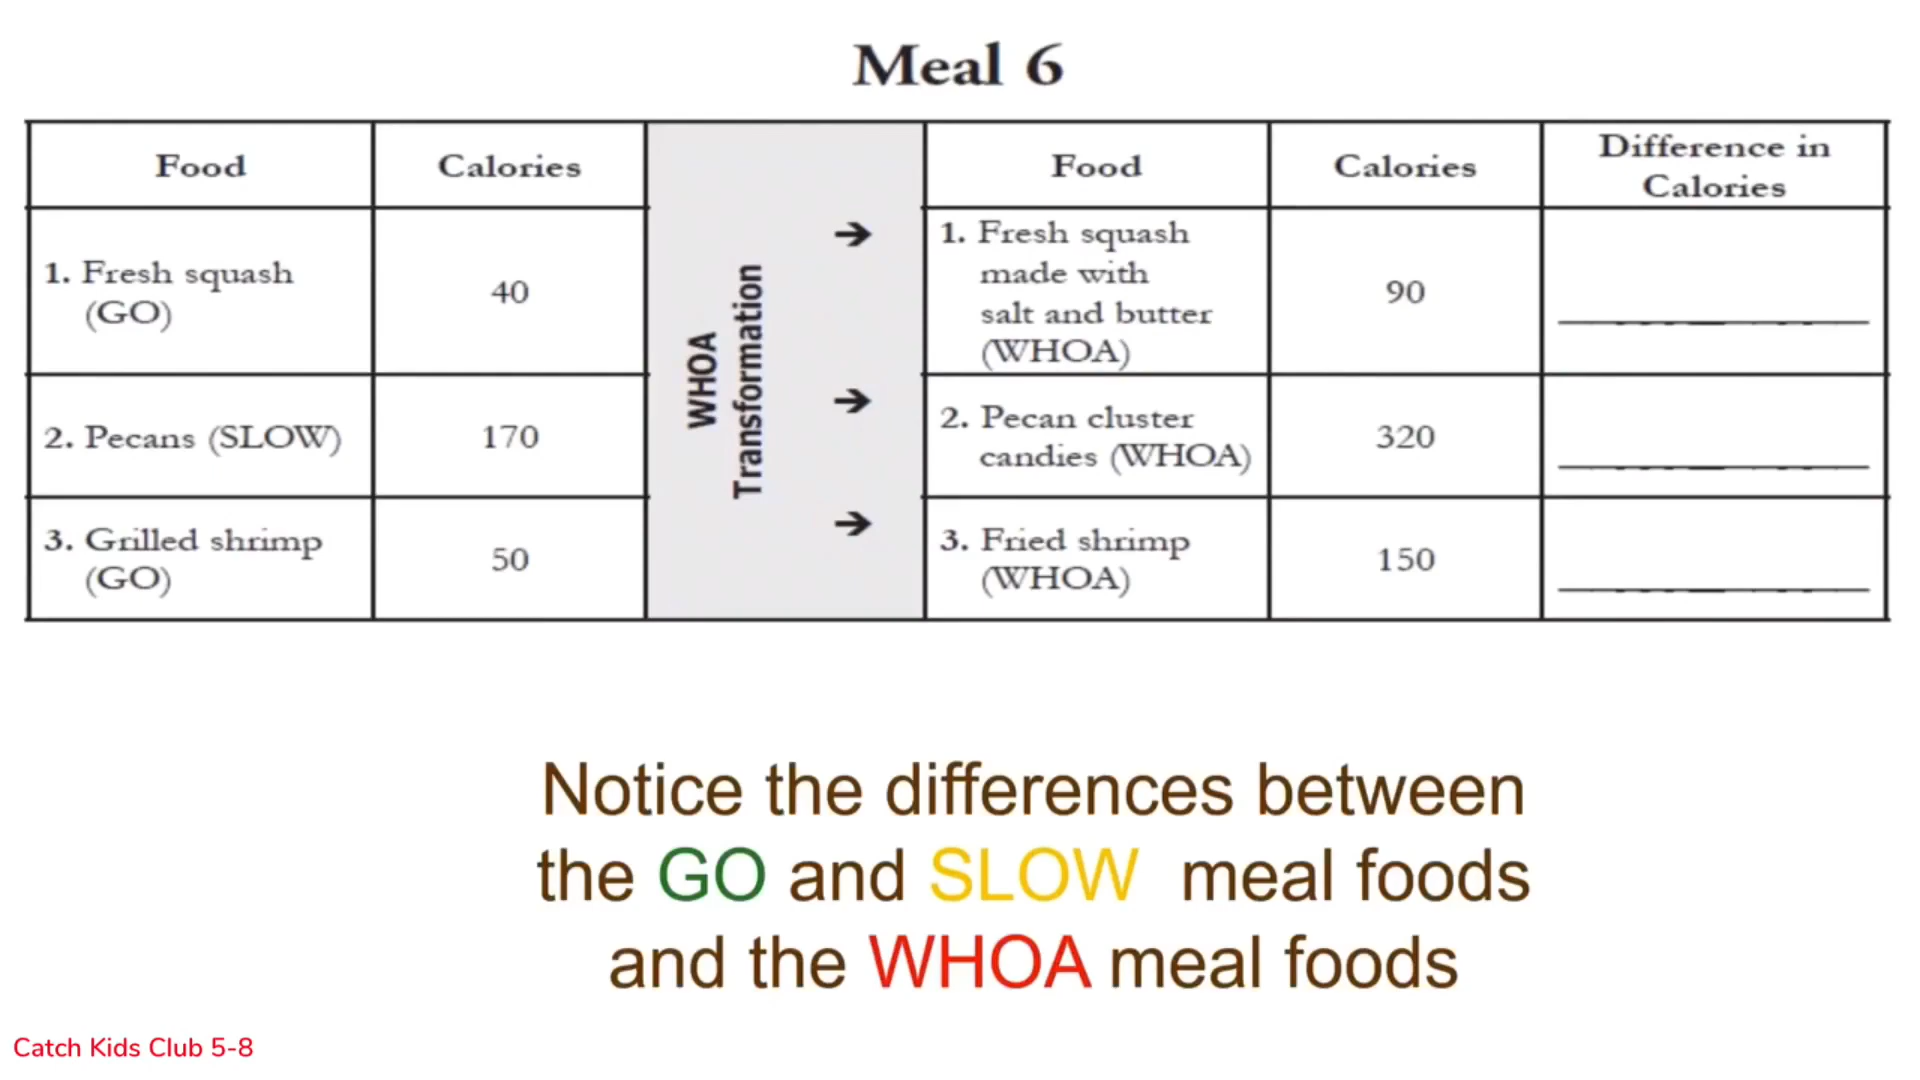 Meal 6
Food Calories Food Calories Difference in
Calories
WHOA
Transformation
1. Fresh squash
(GO)
40
→
1. Fresh squash
made with
salt and butter
(WHOA)
90
2. Pecans (SLOW)
170
→
2. Pecan cluster
candies (WHOA)
320
3. Grilled shrimp
(GO)
50
→
3. Fried shrimp
(WHOA)
150
Notice the differences between
the GO and SLOW meal foods
and the WHOA meal foods
Catch Kids Club 5-8